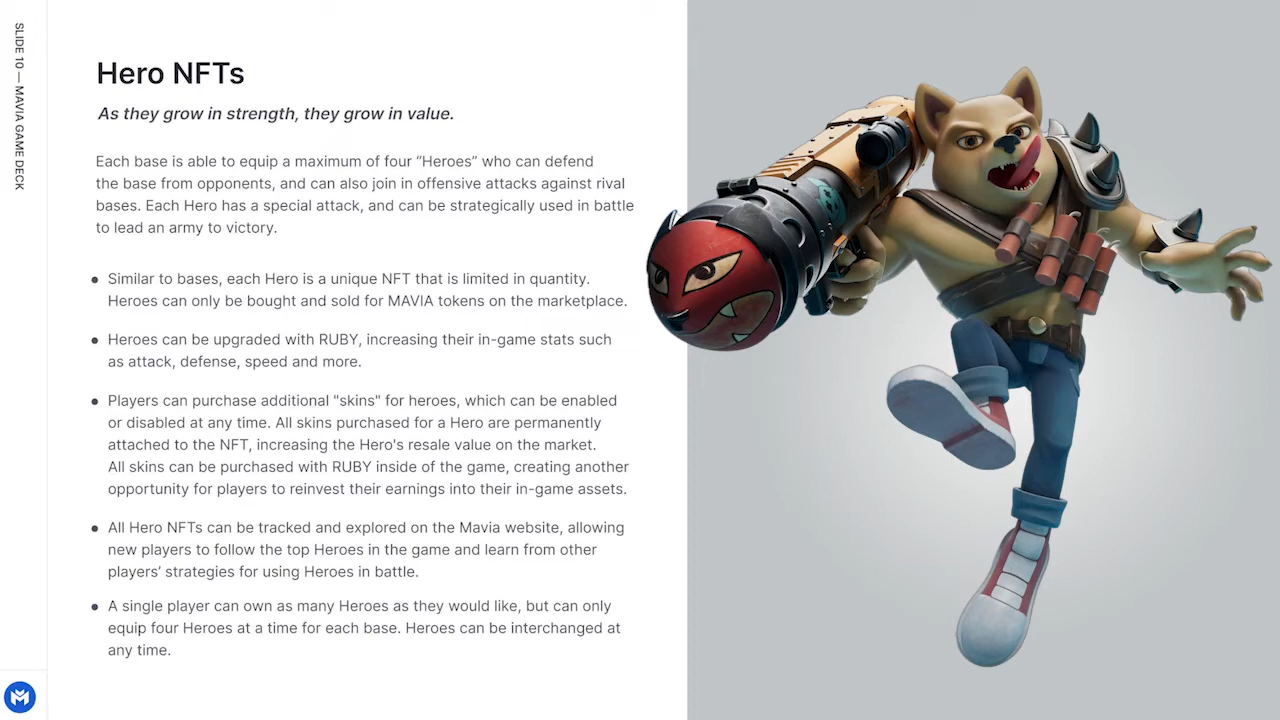 SLIDE 10 — MAVIA GAME DECK
Hero NFTs
As they grow in strength, they grow in value.
Each base is able to equip a maximum of four “Heroes” who can defend
the base from opponents, and can also join in offensive attacks against rival
bases. Each Hero has a special attack, and can be strategically used in battle
to lead an army to victory.
• Similar to bases, each Hero is a unique NFT that is limited in quantity.
Heroes can only be bought and sold for MAVIA tokens on the marketplace.
• Heroes can be upgraded with RUBY, increasing their in-game stats such
as attack, defense, speed and more.
• Players can purchase additional "skins" for heroes, which can be enabled
or disabled at any time. All skins purchased for a Hero are permanently
attached to the NFT, increasing the Hero's resale value on the market.
All skins can be purchased with RUBY inside of the game, creating another
opportunity for players to reinvest their earnings into their in-game assets.
• All Hero NFTs can be tracked and explored on the Mavia website, allowing
new players to follow the top Heroes in the game and learn from other
players’ strategies for using Heroes in battle.
• A single player can own as many Heroes as they would like, but can only
equip four Heroes at a time for each base. Heroes can be interchanged at
any time.